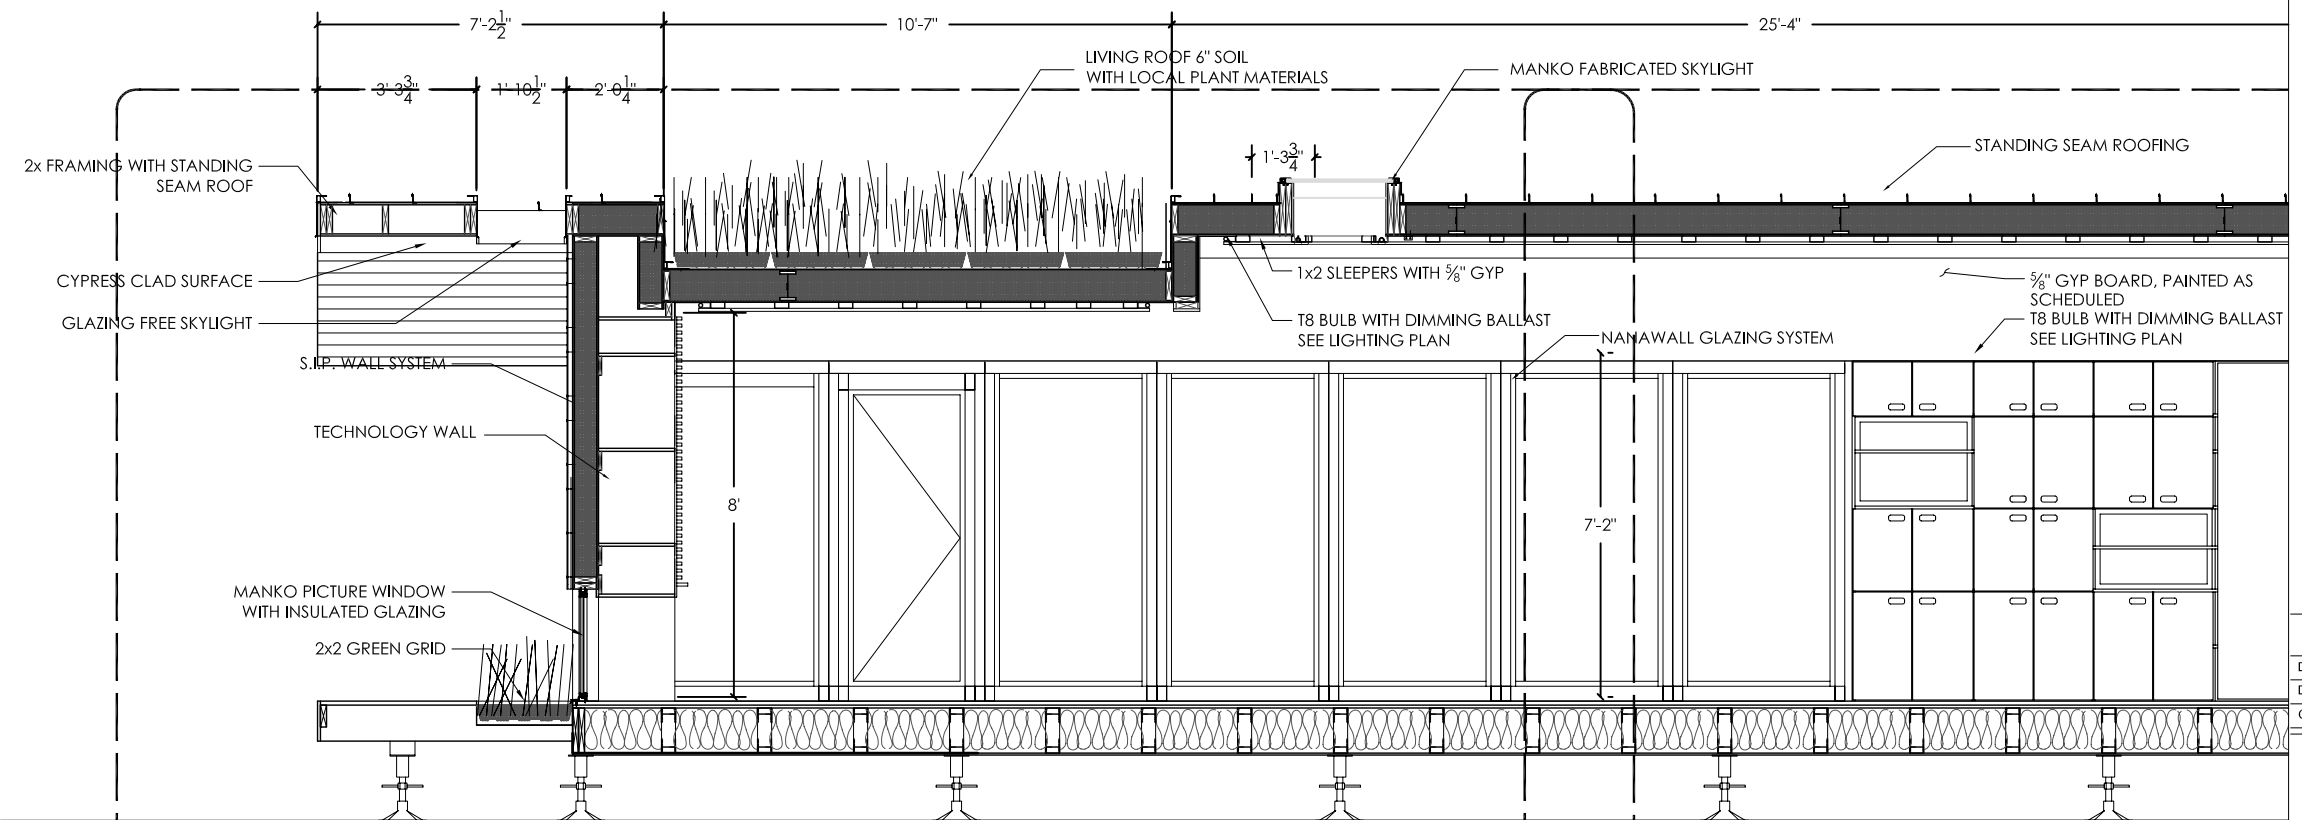 7'-2 1/2"
10'-7"
25'-4"
3'-3 3/4"
1'-10 1/2"
2'-0 1/4"
LIVING ROOF 6" SOIL
WITH LOCAL PLANT MATERIALS
MANKO FABRICATED SKYLIGHT
1'-3 3/4"
STANDING SEAM ROOFING
2x FRAMING WITH STANDING
SEAM ROOF
CYPRESS CLAD SURFACE
GLAZING FREE SKYLIGHT
1x2 SLEEPERS WITH 5/8" GYP
5/8" GYP BOARD, PAINTED AS
SCHEDULED
T8 BULB WITH DIMMING BALLAST
SEE LIGHTING PLAN
T8 BULB WITH DIMMING BALLAST
SEE LIGHTING PLAN
NANAWALL GLAZING SYSTEM
S.I.P. WALL SYSTEM
TECHNOLOGY WALL
8'
7'-2"
MANKO PICTURE WINDOW
WITH INSULATED GLAZING
2x2 GREEN GRID